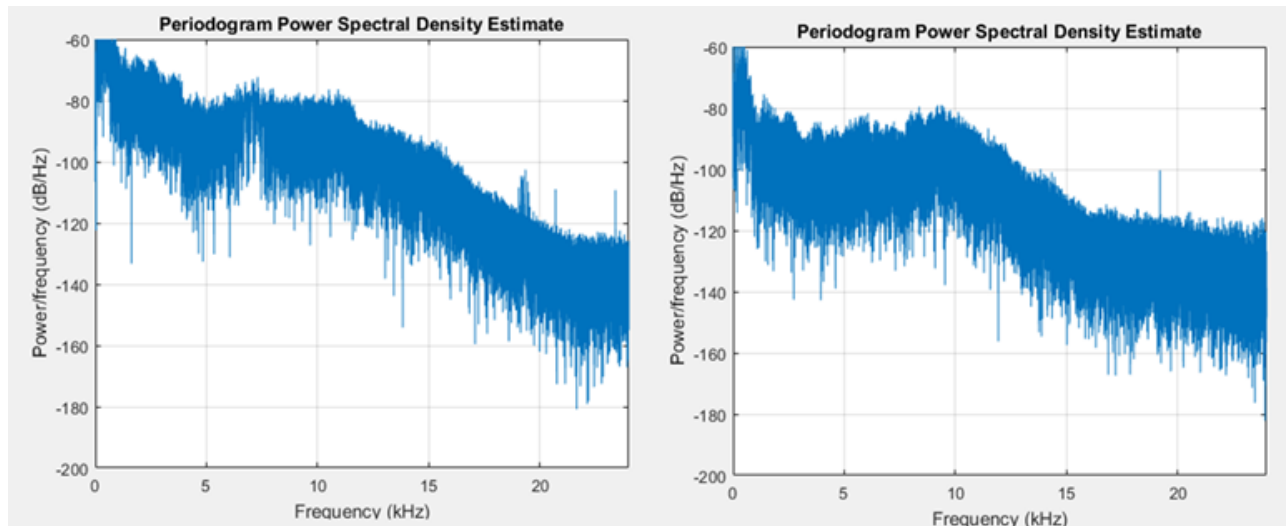 Periodogram Power Spectral Density Estimate
-60
-80
-100
-120
-140
-160
-180
-200
Power/frequency (dB/Hz)
0 5 10 15 20
Frequency (kHz)
Periodogram Power Spectral Density Estimate
-60
-80
-100
-120
-140
-160
-180
-200
Power/frequency (dB/Hz)
0 5 10 15 20
Frequency (kHz)